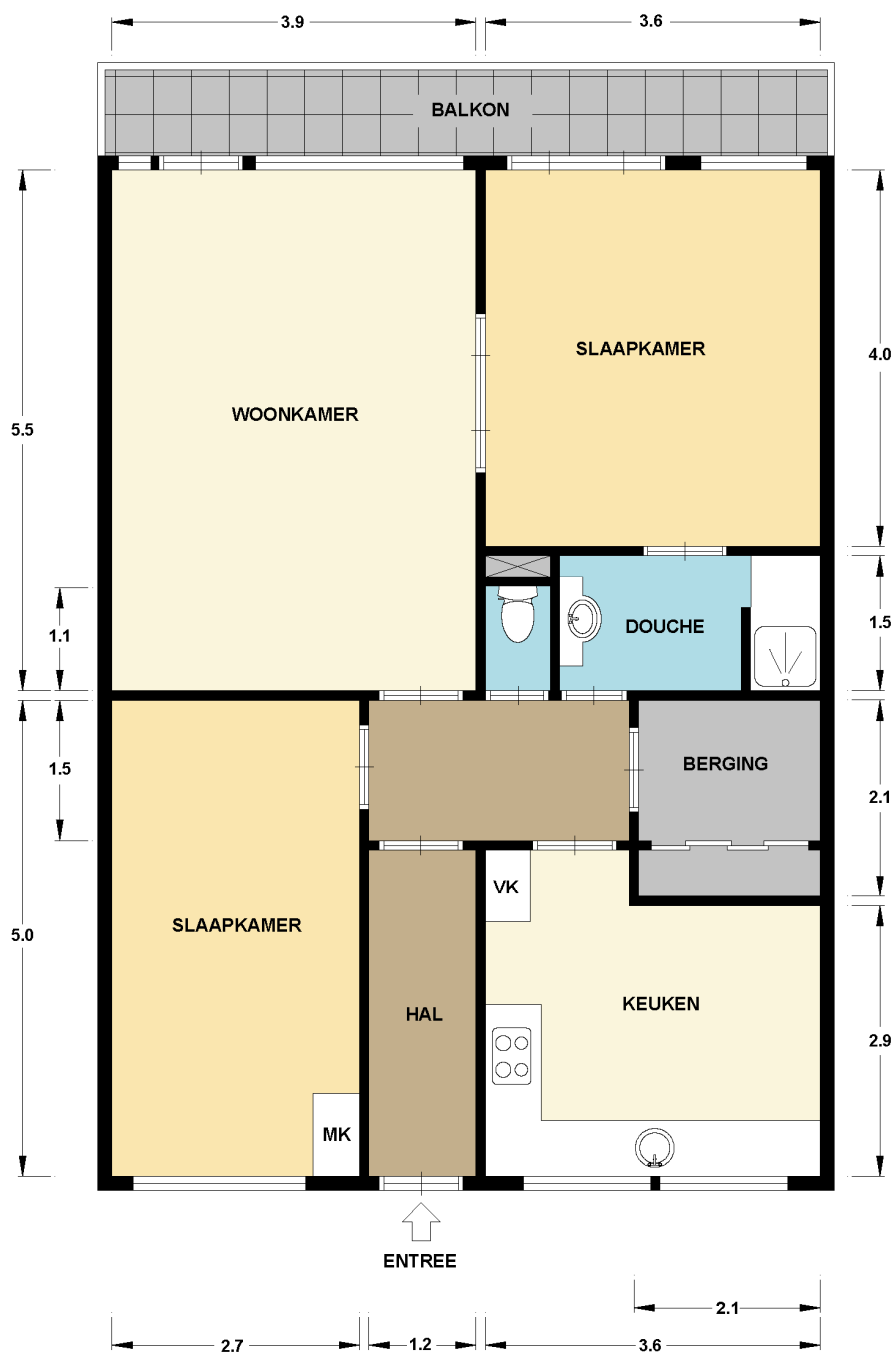 3.9
3.6
BALKON
SLAAPKAMER
4.0
WOONKAMER
5.5
1.1
DOUCHE
1.5
1.5
BERGING
2.1
VK
SLAAPKAMER
5.0
KEUKEN
HAL
2.9
MK
ENTREE
2.1
2.7
1.2
3.6